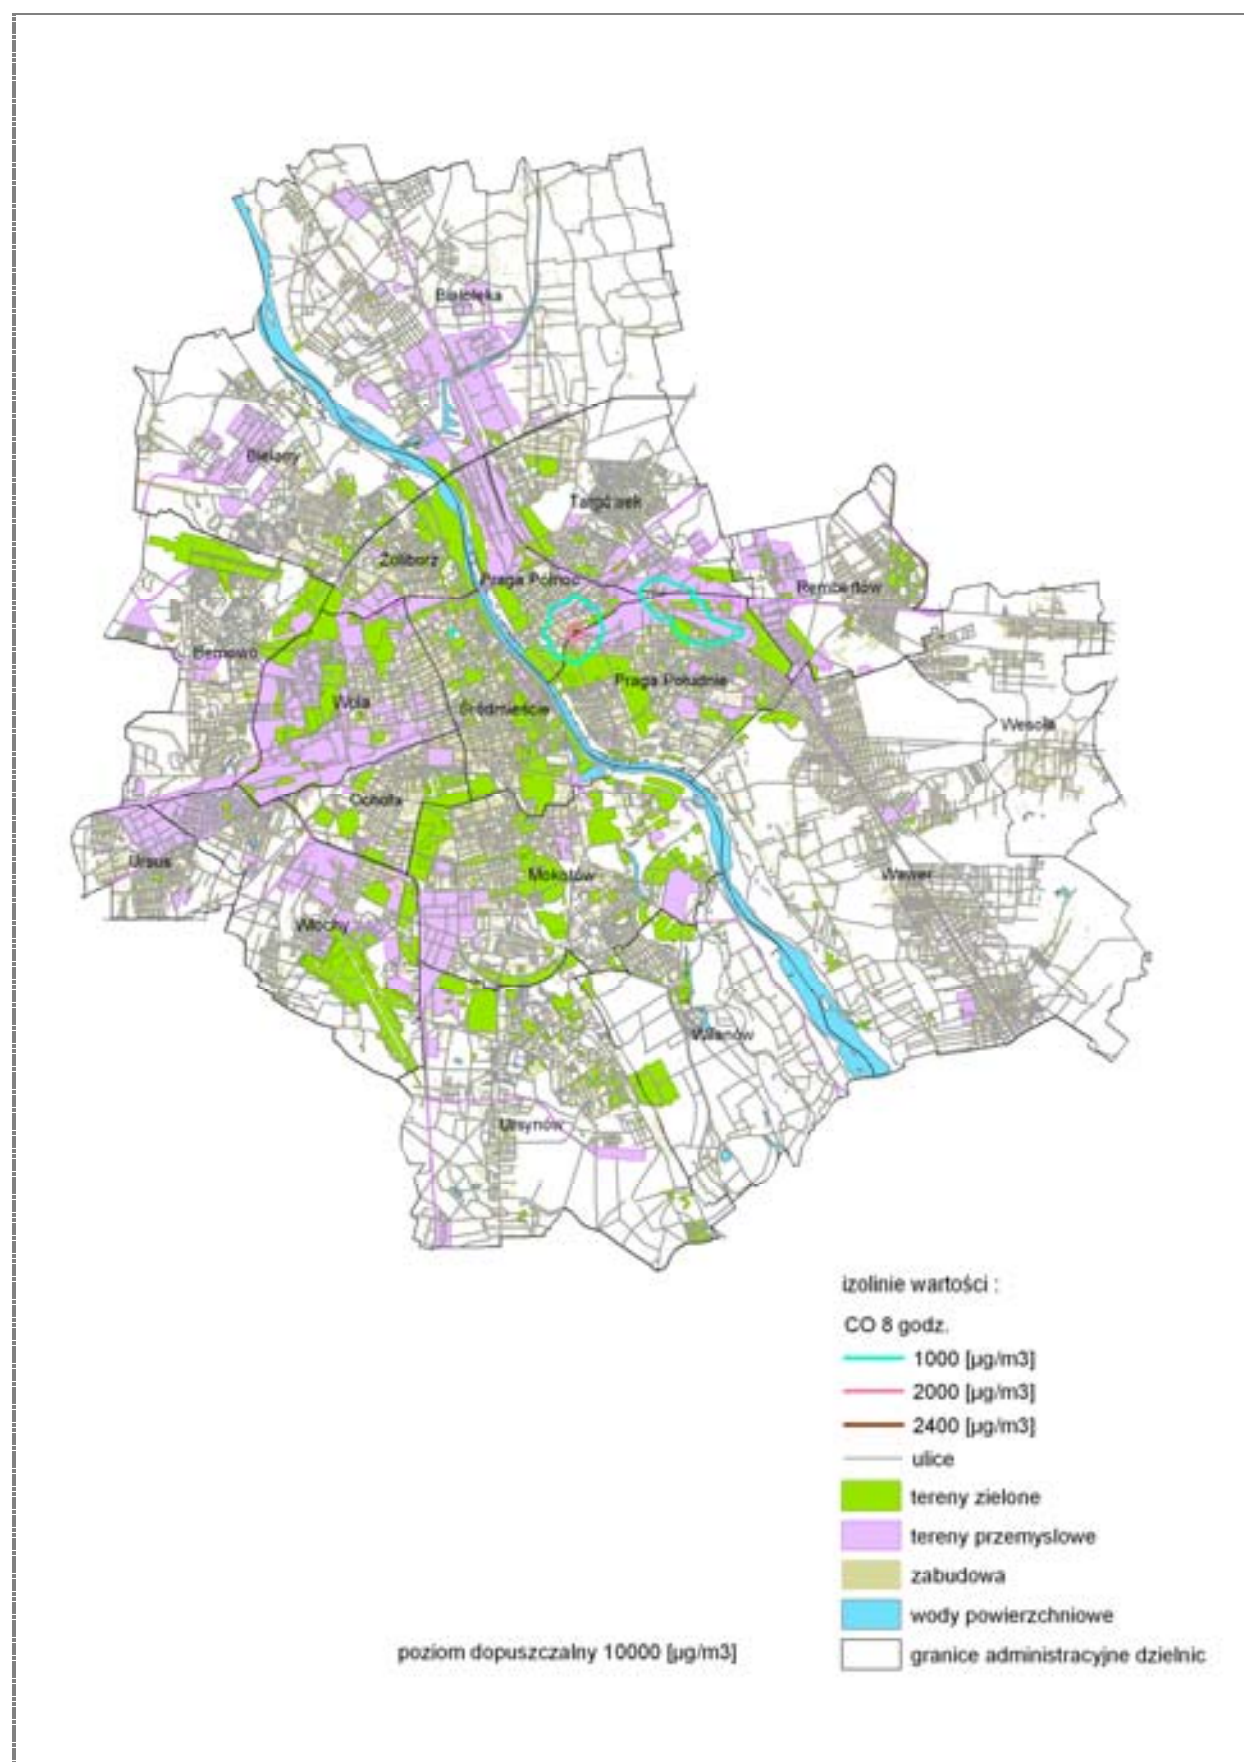 Białołęka
Bielany
Targówek
Żoliborz
Praga Północ
Rembertów
Bemowo
Praga Południe
Wola
Śródmieście
Wesoła
Ochota
Ursus
Mokotów
Wawer
Włochy
Wilanów
Ursynów
izolinie wartości :
CO 8 godz.
1000 [µg/m3]
2000 [µg/m3]
2400 [µg/m3]
ulice
tereny zielone
tereny przemyslowe
zabudowa
wody powierzchniowe
poziom dopuszczalny 10000 [µg/m3]
granice administracyjne dzielnic